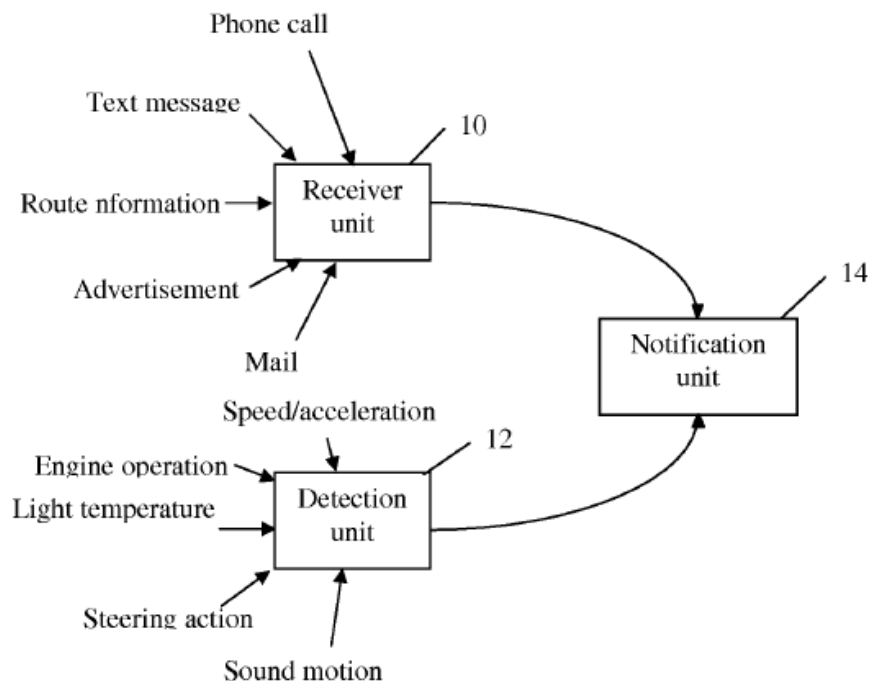 Phone call
Text message
10
Receiver
unit
Route nformation
Advertisement
Mail
14
Notification
unit
Speed/acceleration
12
Engine operation
Detection
unit
Light temperature
Steering action
Sound motion